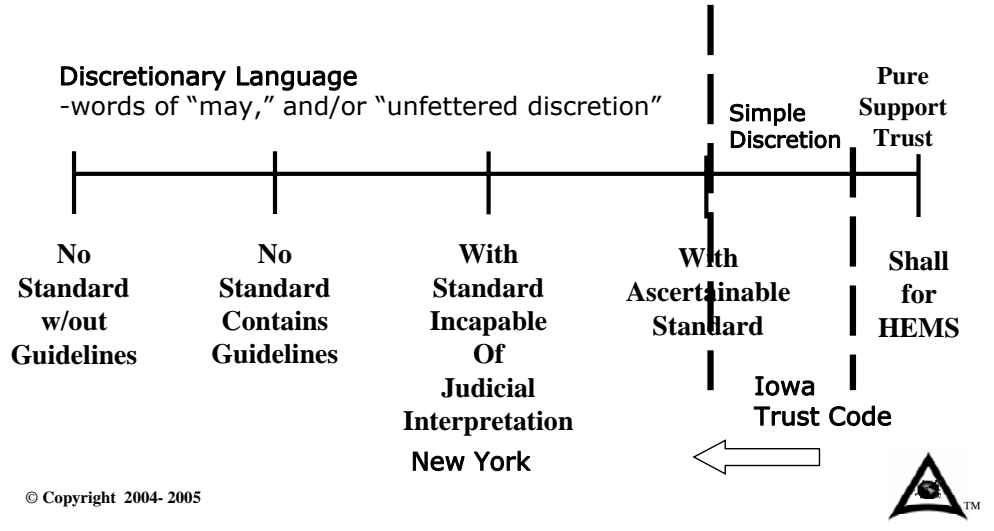 Discretionary Language
-words of “may,” and/or “unfettered discretion”
Simple
Discretion
Pure
Support
Trust
No
Standard
w/out
Guidelines
No
Standard
Contains
Guidelines
With
Standard
Incapable
Of
Judicial
Interpretation
With
Ascertainable
Standard
Shall
for
HEMS
New York
Iowa
Trust Code
© Copyright 2004- 2005
TM